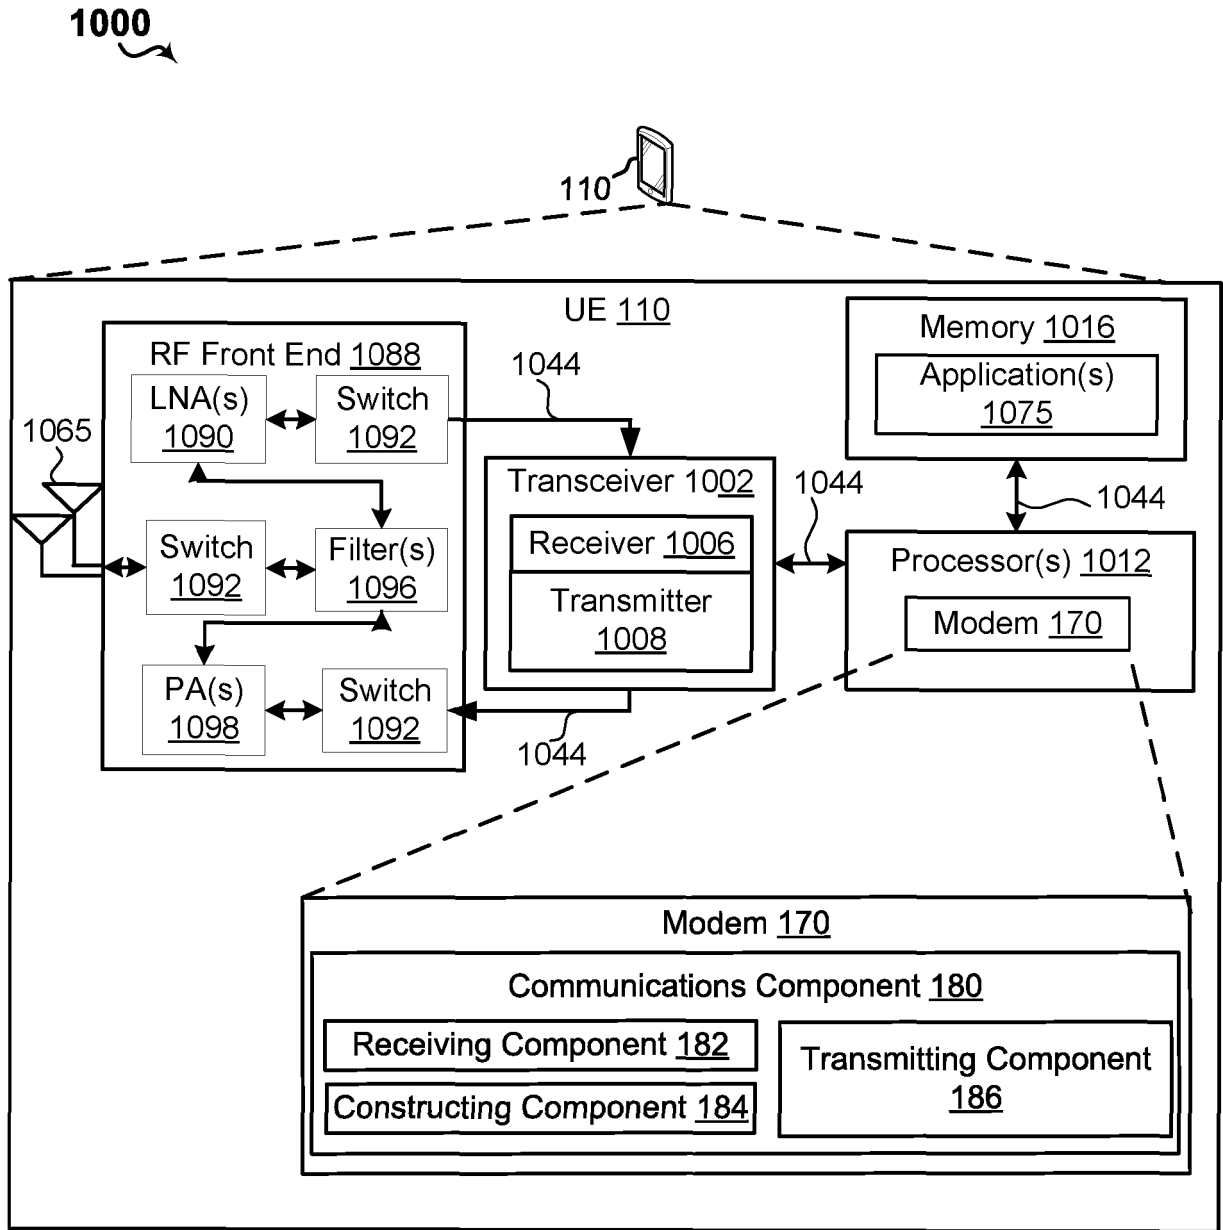 1000
110
UE 110
RF Front End 1088
LNA(s)
1090
Switch
1092
1065
Switch
1092
Filter(s)
1096
PA(s)
1098
Switch
1092
1044
Transceiver 1002
Receiver 1006
Transmitter
1008
1044
1044
Memory 1016
Application(s)
1075
1044
Processor(s) 1012
Modem 170
Modem 170
Communications Component 180
Receiving Component 182
Constructing Component 184
Transmitting Component
186